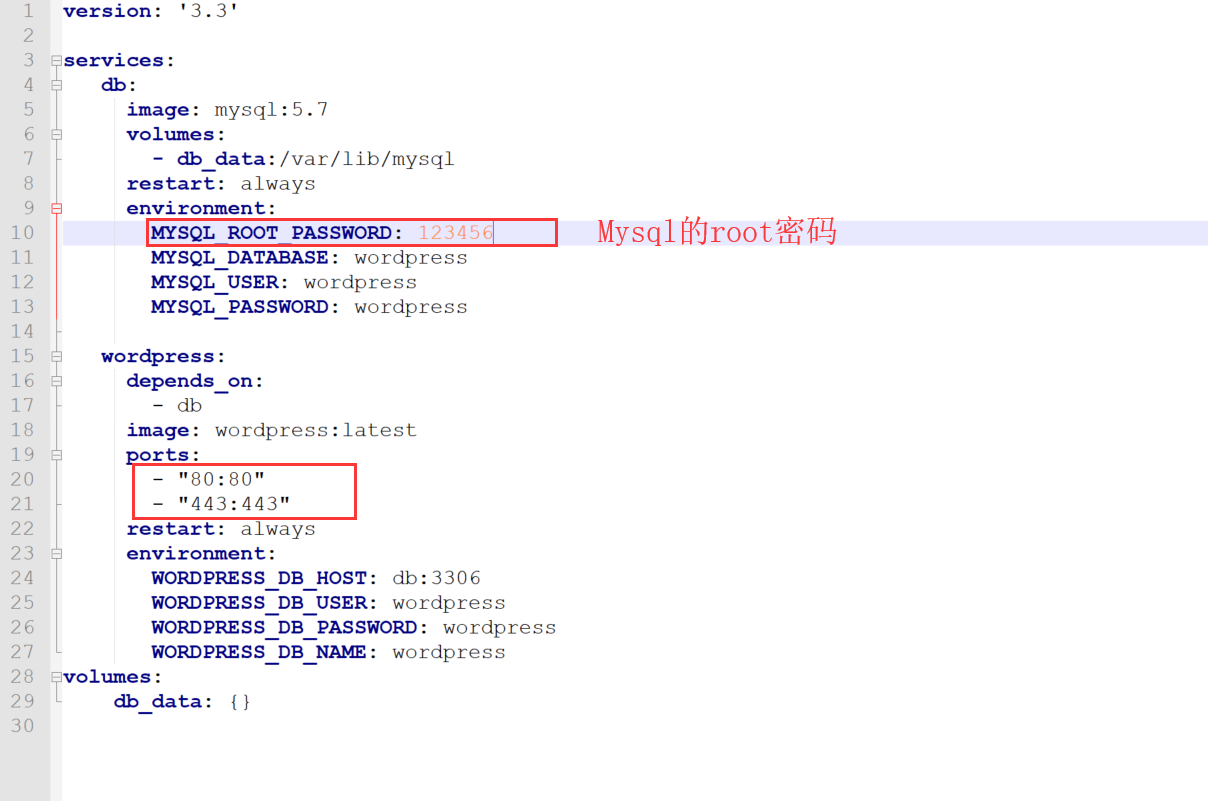 1 version: '3.3'
2
3 services:
4    db:
5      image: mysql:5.7
6      volumes:
7        - db_data:/var/lib/mysql
8      restart: always
9      environment:
10       MYSQL_ROOT_PASSWORD: 123456 Mysql的root密码
11       MYSQL_DATABASE: wordpress
12       MYSQL_USER: wordpress
13       MYSQL_PASSWORD: wordpress
14
15   wordpress:
16     depends_on:
17       - db
18     image: wordpress:latest
19     ports:
20       - "80:80"
21       - "443:443"
22     restart: always
23     environment:
24       WORDPRESS_DB_HOST: db:3306
25       WORDPRESS_DB_USER: wordpress
26       WORDPRESS_DB_PASSWORD: wordpress
27       WORDPRESS_DB_NAME: wordpress
28 volumes:
29     db_data: {}
30